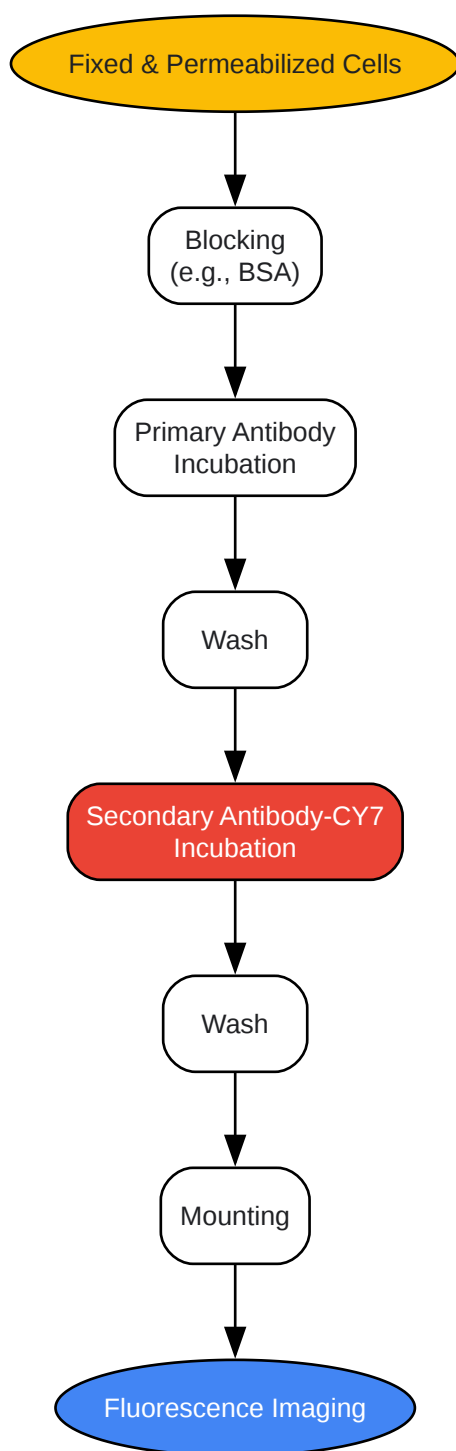 Fixed & Permeabilized Cells
Blocking
(e.g., BSA)
Primary Antibody
Incubation
Wash
Secondary Antibody-CY7
Incubation
Wash
Mounting
Fluorescence Imaging